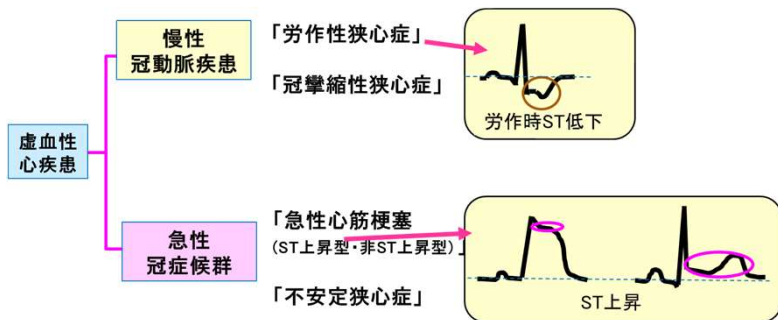 虚血性
心疾患
慢性
冠動脈疾患
「労作性狭心症」
「冠攣縮性狭心症」
労作時ST低下
急性
冠症候群
「急性心筋梗塞
(ST上昇型・非ST上昇型)」
「不安定狭心症」
ST上昇